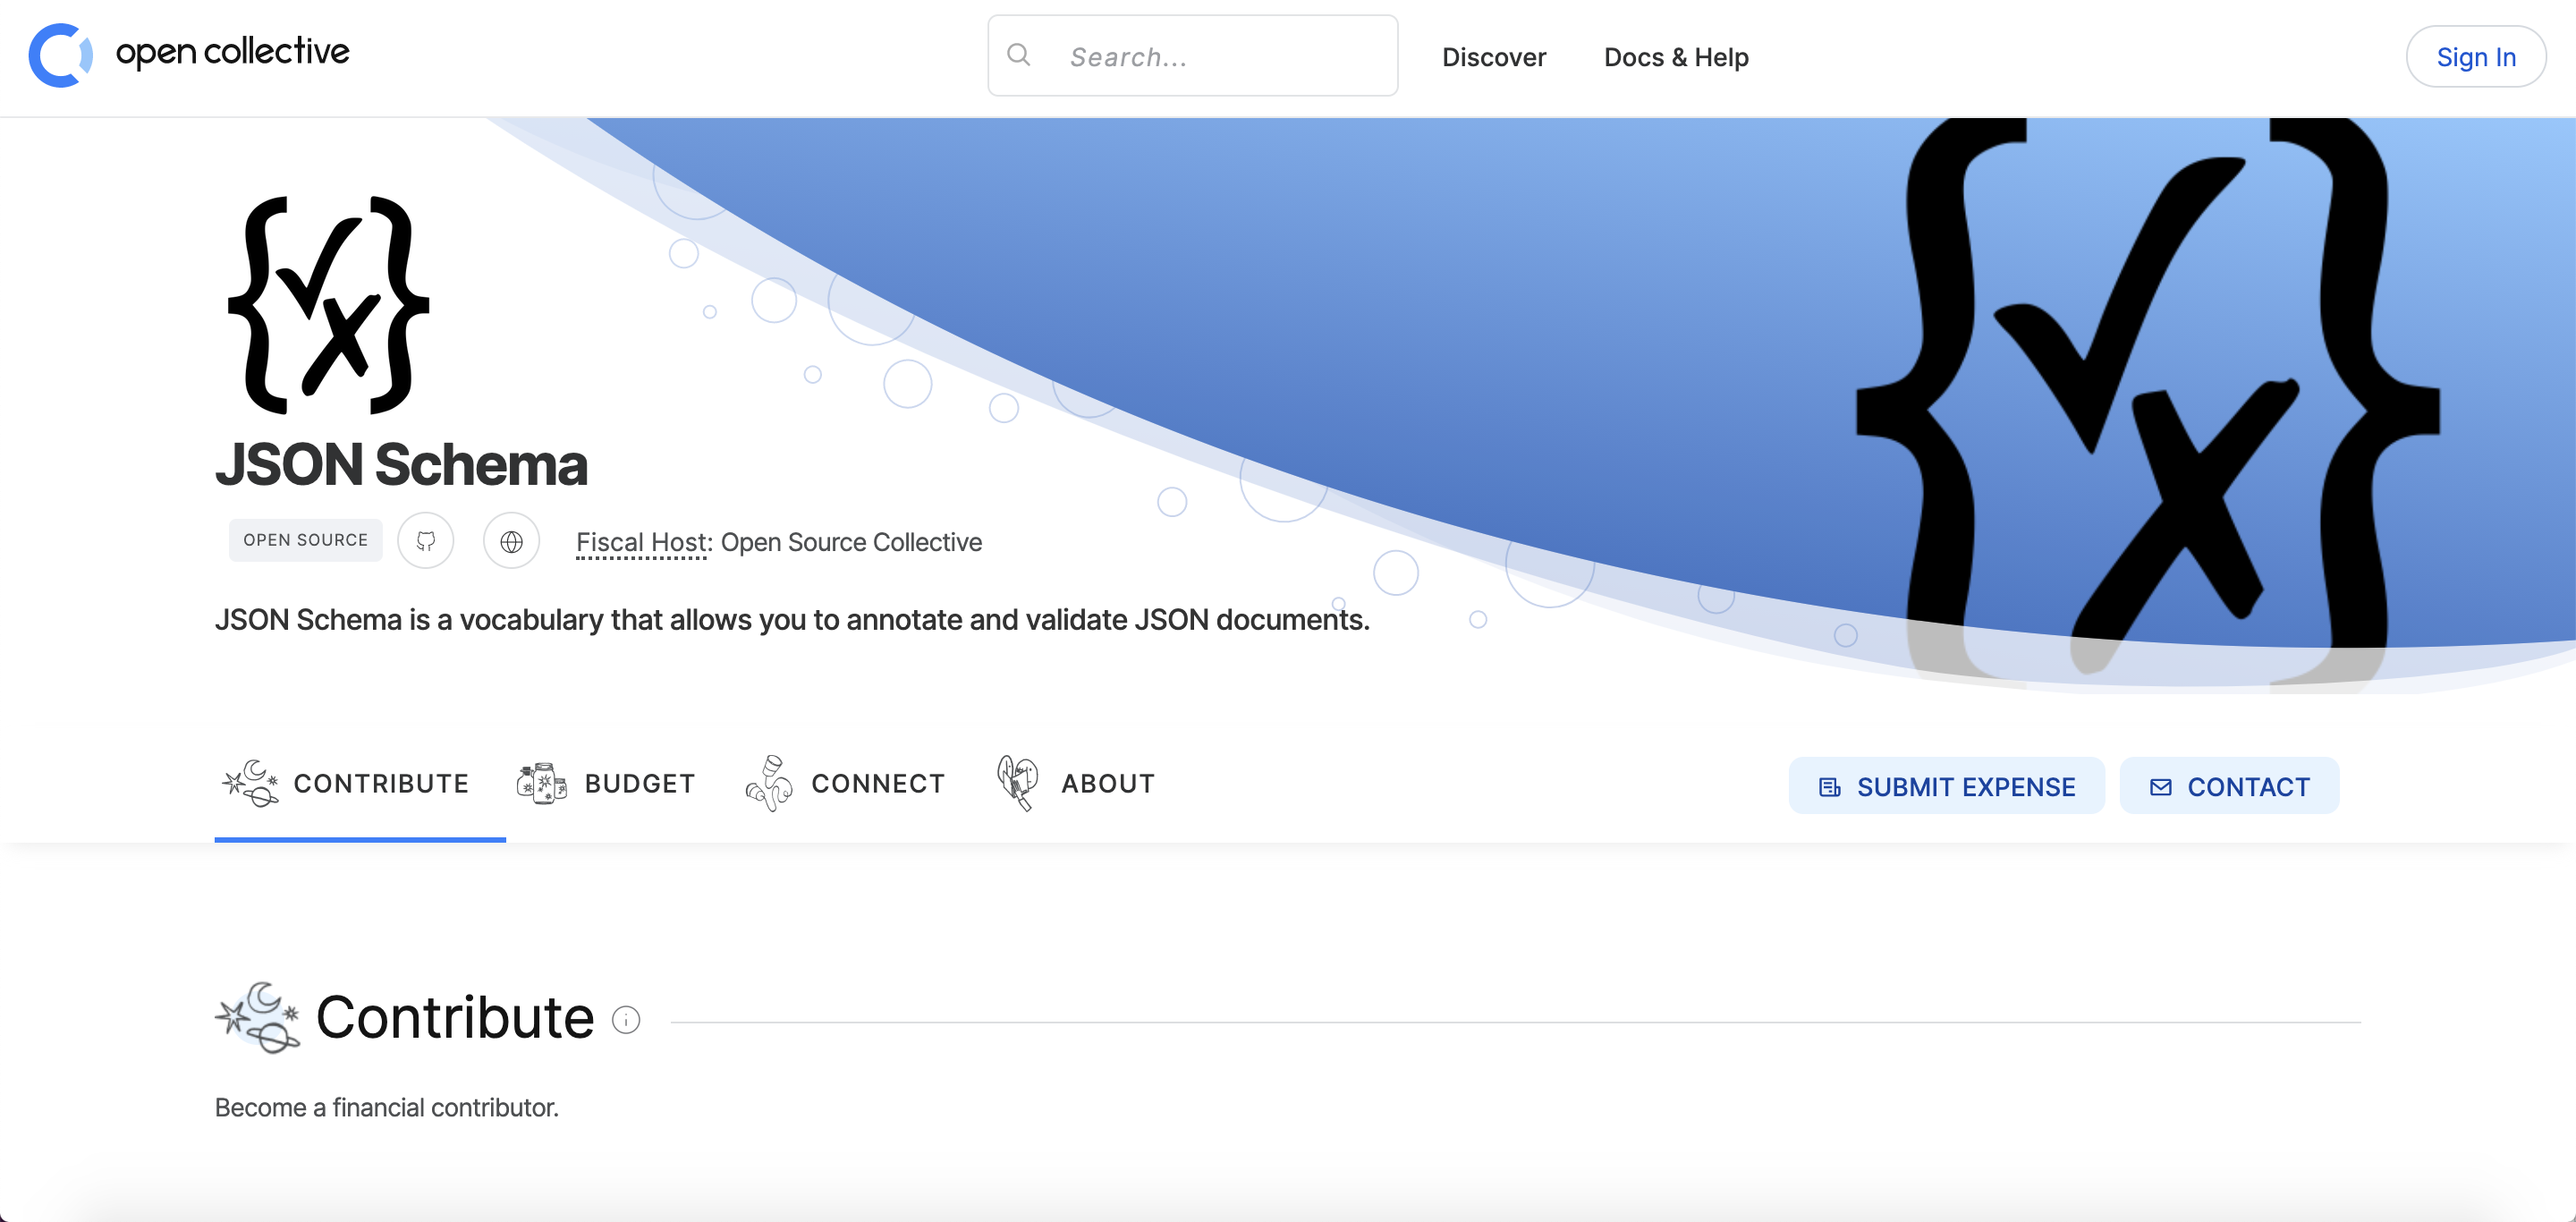 open collective
Search...
Discover
Docs & Help
Sign In
JSON Schema
OPEN SOURCE
Fiscal Host: Open Source Collective
JSON Schema is a vocabulary that allows you to annotate and validate JSON documents.
CONTRIBUTE
BUDGET
CONNECT
ABOUT
SUBMIT EXPENSE
CONTACT
Contribute
Become a financial contributor.